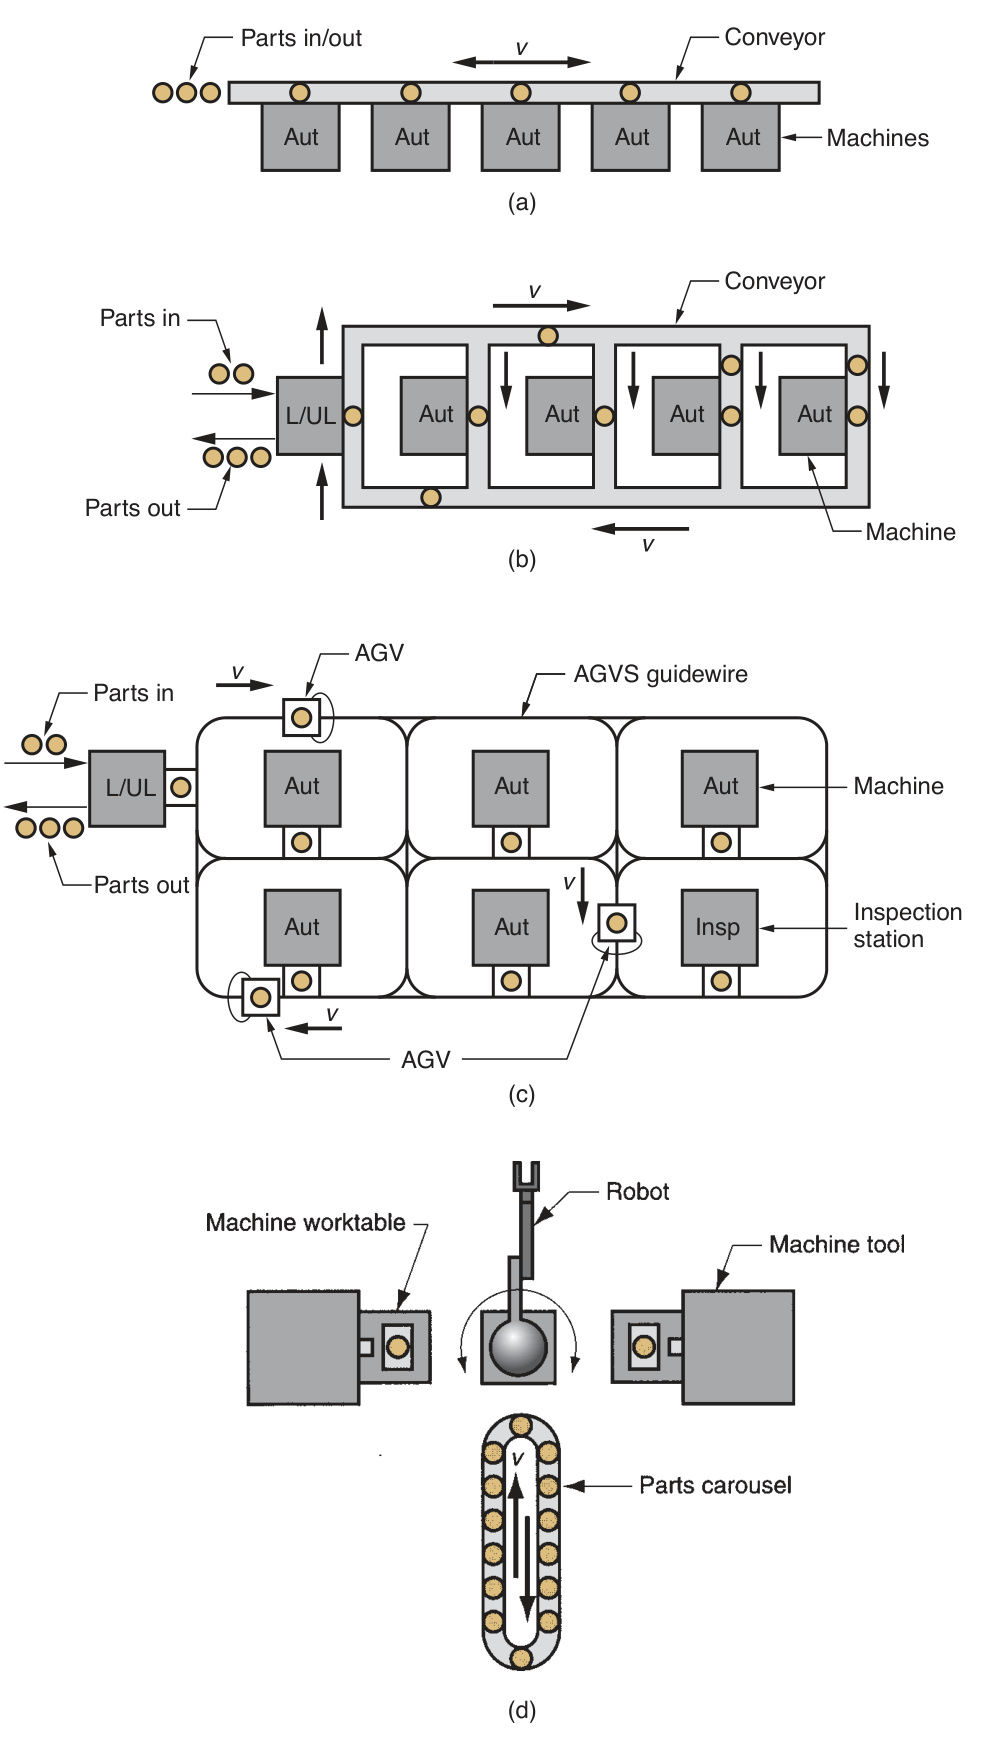 Parts in/out
v
Conveyor
Aut
Aut
Aut
Aut
Aut
Machines
(a)
Conveyor
v
Parts in
L/UL
Aut
Aut
Aut
Aut
Parts out
v
Machine
(b)
AGV
v
AGVS guidewire
Parts in
L/UL
Aut
Aut
Aut
Machine
Parts out
v
Aut
Aut
Insp
Inspection
station
v
AGV
(c)
Robot
Machine worktable
Machine tool
v
Parts carousel
(d)